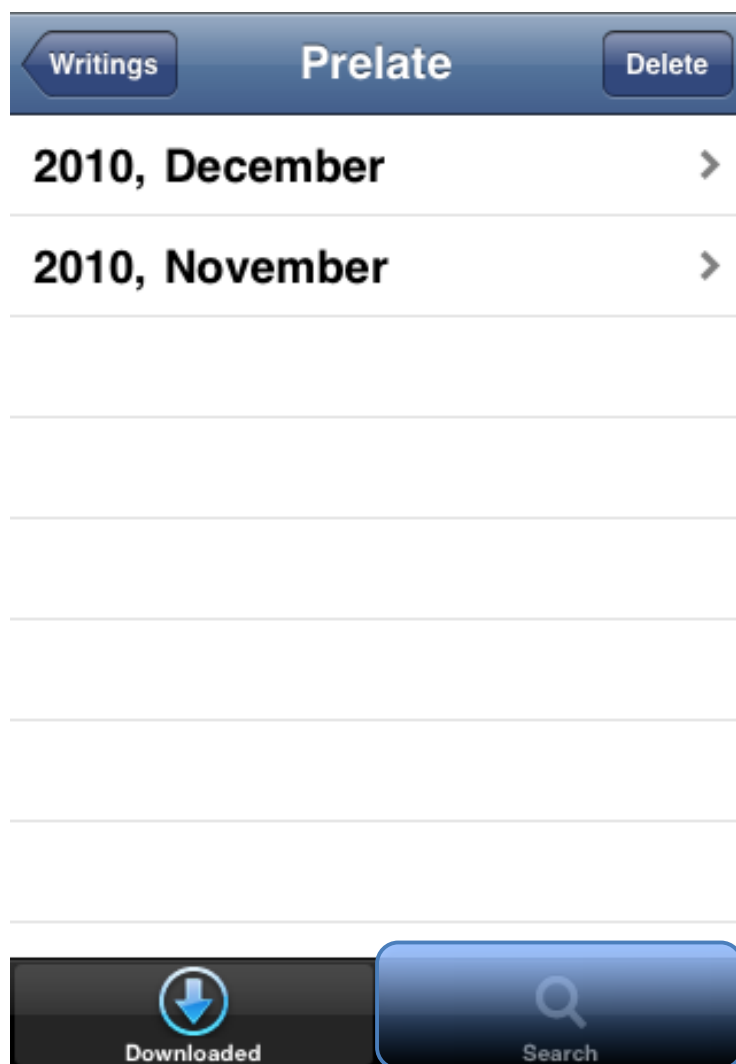 Writings Prelate Delete
2010, December
2010, November
Downloaded Search